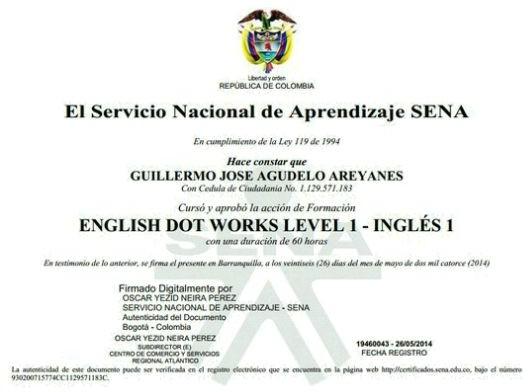 Libertad y orden
REPÚBLICA DE COLOMBIA
El Servicio Nacional de Aprendizaje SENA
En cumplimiento de la Ley 119 de 1994
Hace constar que
GUILLERMO JOSE AGUDELO AREYANES
Con Cedula de Ciudadania No. 1.129.571.183
Cursó y aprobó la acción de Formación
ENGLISH DOT WORKS LEVEL 1 - INGLÉS 1
con una duración de 60 horas
En testimonio de lo anterior, se firma el presente en Barranquilla, a los veintiseis (26) días del mes de mayo de dos mil catorce (2014)
SENA
Firmado Digitalmente por
OSCAR YEZID NEIRA PEREZ
SERVICIO NACIONAL DE APRENDIZAJE - SENA
Autenticidad del Documento
Bogotá - Colombia
OSCAR YEZID NEIRA PEREZ
SUBDIRECTOR (E)
CENTRO DE COMERCIO Y SERVICIOS
REGIONAL ATLÁNTICO
19460043 - 26/05/2014
FECHA REGISTRO
La autenticidad de este documento puede ser verificada en el registro electrónico que se encuentra en la página web http://certificados.sena.edu.co, bajo el número
930200715774CC1129571183C.